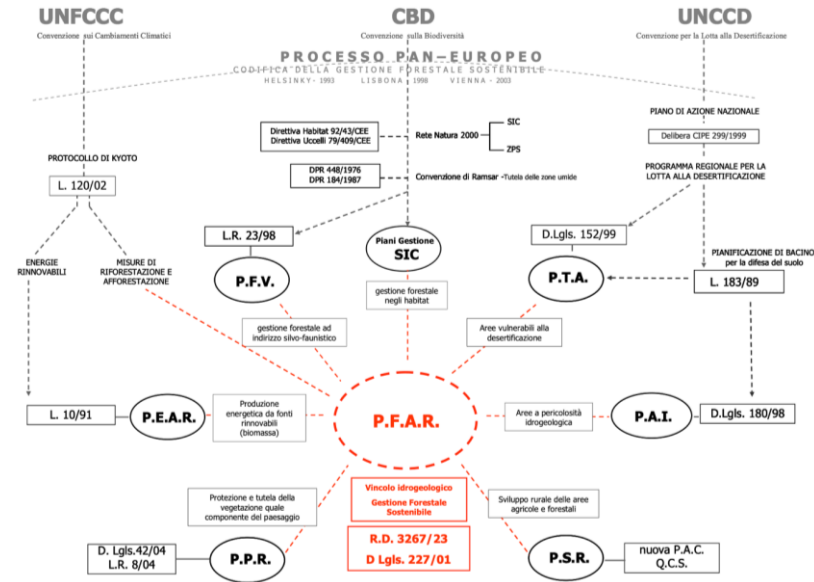 UNFCCC
Convenzione sui Cambiamenti Climatici
CBD
Convenzione sulla Biodiversità
UNCCD
Convenzione per la Lotta alla Desertificazione
PROCESSO PAN–EUROPEO
CODIFICA DELLA GESTIONE FORESTALE SOSTENIBILE
HELSINKY - 1993 LISBONA 1998 VIENNA - 2003
PIANO DI AZIONE NAZIONALE
Delibera CIPE 299/1999
PROGRAMMA REGIONALE PER LA
LOTTA ALLA DESERTIFICAZIONE
Direttiva Habitat 92/43/CEE
Direttiva Uccelli 79/409/CEE
Rete Natura 2000
SIC
ZPS
DPR 448/1976
DPR 184/1987
Convenzione di Ramsar -Tutela delle zone umide
PROTOCOLLO DI KYOTO
L. 120/02
ENERGIE
RINNOVABILI
MISURE DI
RIFORESTAZIONE E
AFFORESTAZIONE
L.R. 23/98
P.F.V.
Piani Gestione
SIC
D.Lgls. 152/99
P.T.A.
PIANIFICAZIONE DI BACINO
per la difesa del suolo
L. 183/89
gestione forestale ad
indirizzo silvo-faunistico
gestione forestale
negli habitat
Aree vulnerabili alla
desertificazione
L. 10/91
P.E.A.R.
Produzione
energetica da fonti
rinnovabili
(biomassa)
P.F.A.R.
Aree a pericolosità
idrogeologica
P.A.I.
D.Lgls. 180/98
Protezione e tutela della
vegetazione quale
componente del paesaggio
Vincolo idrogeologico
Gestione Forestale
Sostenibile
R.D. 3267/23
D Lgls. 227/01
Sviluppo rurale delle aree
agricole e forestali
D. Lgls.42/04
L.R. 8/04
P.P.R.
P.S.R.
nuova P.A.C.
Q.C.S.